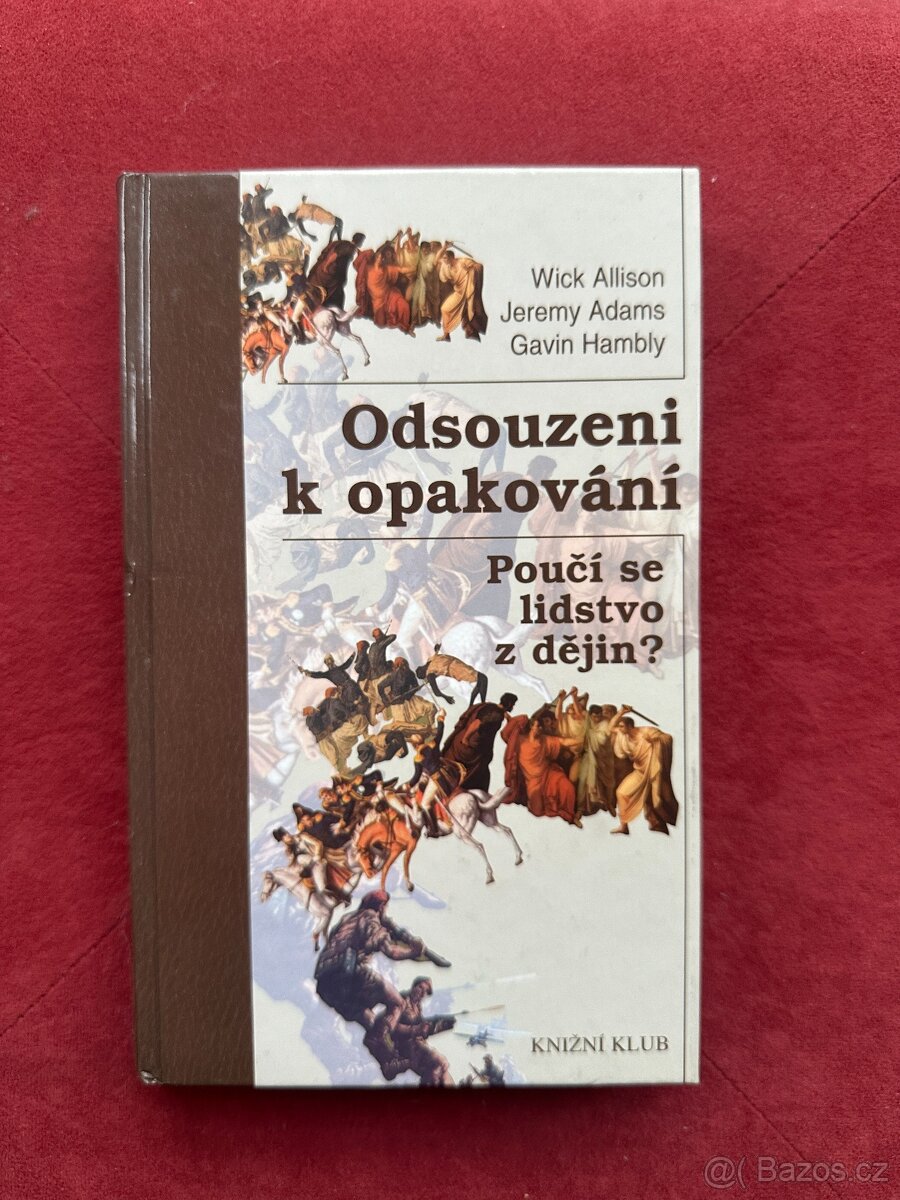 Wick Allison
Jeremy Adams
Gavin Hambly
Odsouzeni
k opakování
Poučí se
lidstvo
z dějin?
KNIŽNÍ KLUB
@( Bazos.cz